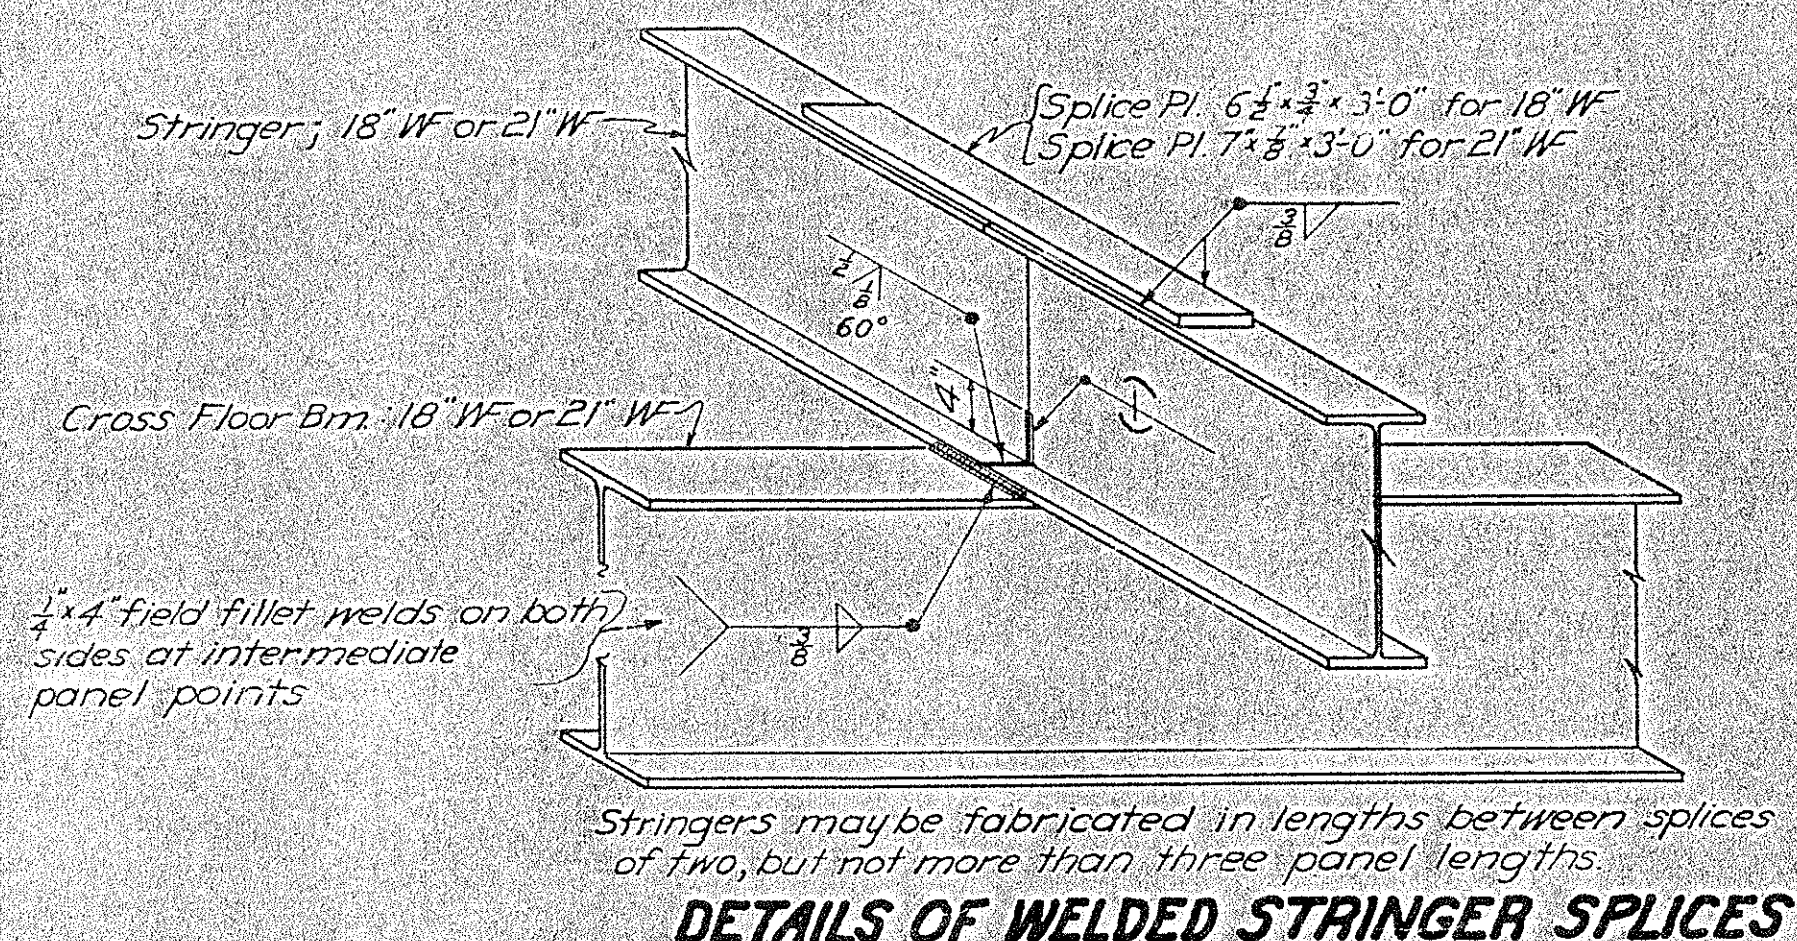 Stringer; 18" WF or 21" WF
Splice Pl. 6 1/2" x 3/4" x 3'-0" for 18" WF
Splice Pl. 7" x 7/8" x 3'-0" for 21" WF
3/8
1/2
1/8
60°
4"
Cross Floor Bm.: 18" WF or 21" WF
1/4" x 4" field fillet welds on both
sides at intermediate
panel points
3/8
Stringers may be fabricated in lengths between splices
of two, but not more than three panel lengths.
DETAILS OF WELDED STRINGER SPLICES